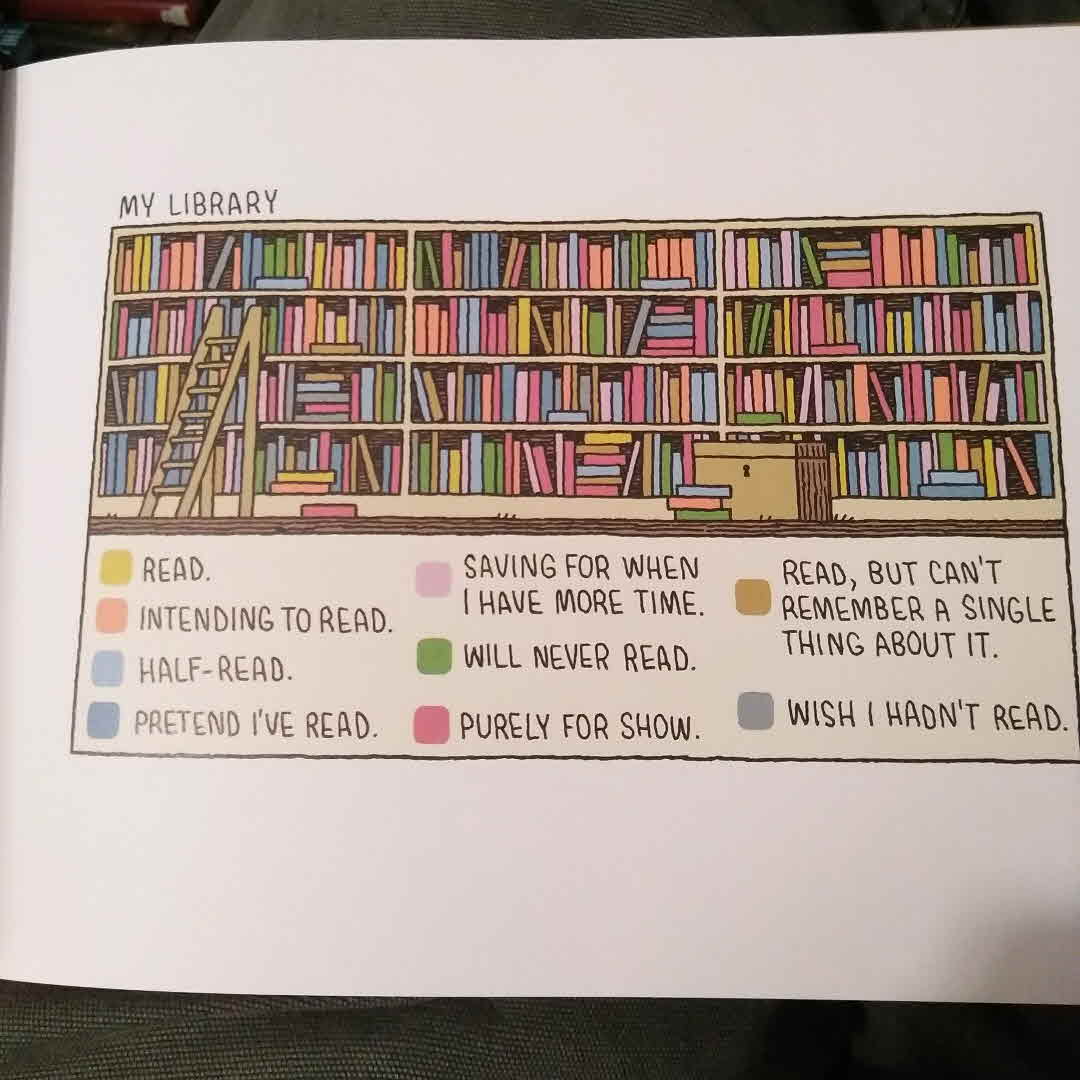 MY LIBRARY
READ.
INTENDING TO READ.
HALF-READ.
PRETEND I'VE READ.
SAVING FOR WHEN
I HAVE MORE TIME.
WILL NEVER READ.
PURELY FOR SHOW.
READ, BUT CAN'T
REMEMBER A SINGLE
THING ABOUT IT.
WISH I HADN'T READ.